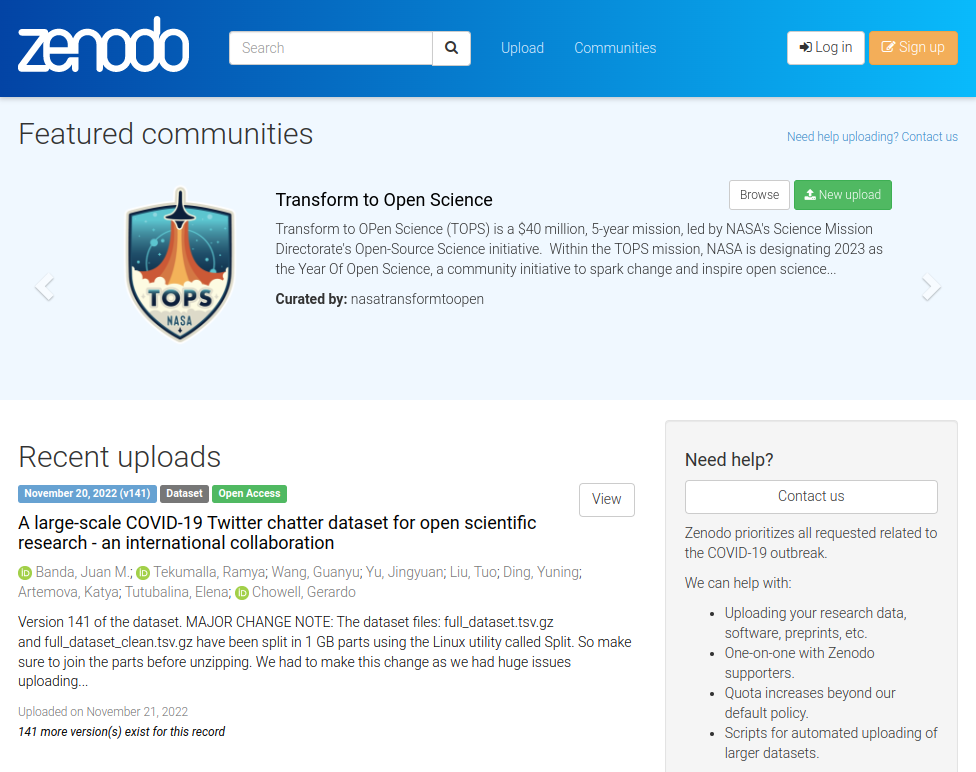 zenodo
Search
Upload
Communities
Log in
Sign up
Featured communities
Need help uploading? Contact us
TOPS
NASA
Transform to Open Science
Browse
New upload
Transform to OPen Science (TOPS) is a $40 million, 5-year mission, led by NASA's Science Mission
Directorate's Open-Source Science initiative.  Within the TOPS mission, NASA is designating 2023 as
the Year Of Open Science, a community initiative to spark change and inspire open science...
Curated by: nasatransformtoopen
Recent uploads
November 20, 2022 (v141) Dataset Open Access
View
A large-scale COVID-19 Twitter chatter dataset for open scientific
research - an international collaboration
iD Banda, Juan M.; iD Tekumalla, Ramya; Wang, Guanyu; Yu, Jingyuan; Liu, Tuo; Ding, Yuning;
Artemova, Katya; Tutubalina, Elena; iD Chowell, Gerardo
Version 141 of the dataset. MAJOR CHANGE NOTE: The dataset files: full_dataset.tsv.gz
and full_dataset_clean.tsv.gz have been split in 1 GB parts using the Linux utility called Split. So make
sure to join the parts before unzipping. We had to make this change as we had huge issues
uploading...
Uploaded on November 21, 2022
141 more version(s) exist for this record
Need help?
Contact us
Zenodo prioritizes all requested related to
the COVID-19 outbreak.
We can help with:
• Uploading your research data,
software, preprints, etc.
• One-on-one with Zenodo
supporters.
• Quota increases beyond our
default policy.
• Scripts for automated uploading of
larger datasets.